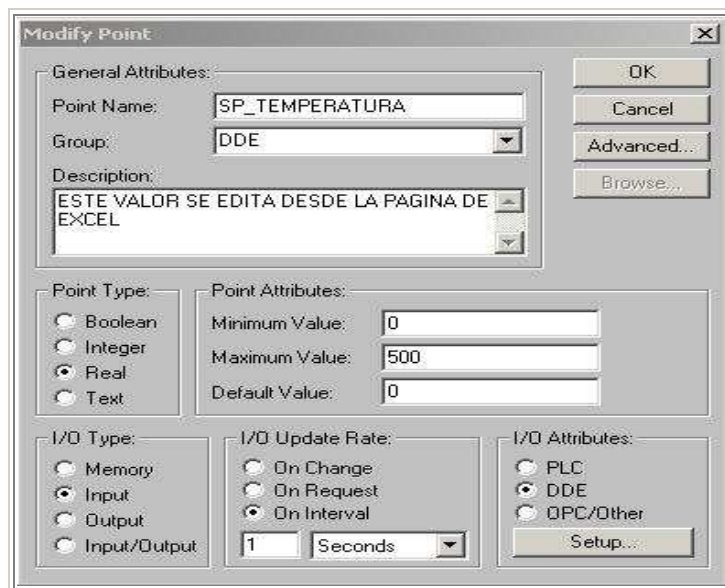 Modify Point
General Attributes:
Point Name: SP_TEMPERATURA
Group: DDE
Description:
ESTE VALOR SE EDITA DESDE LA PAGINA DE
EXCEL
OK
Cancel
Advanced...
Browse...
Point Type:
Boolean
Integer
Real
Text
Point Attributes:
Minimum Value: 0
Maximum Value: 500
Default Value: 0
I/O Type:
Memory
Input
Output
Input/Output
I/O Update Rate:
On Change
On Request
On Interval
1 Seconds
I/O Attributes:
PLC
DDE
OPC/Other
Setup...